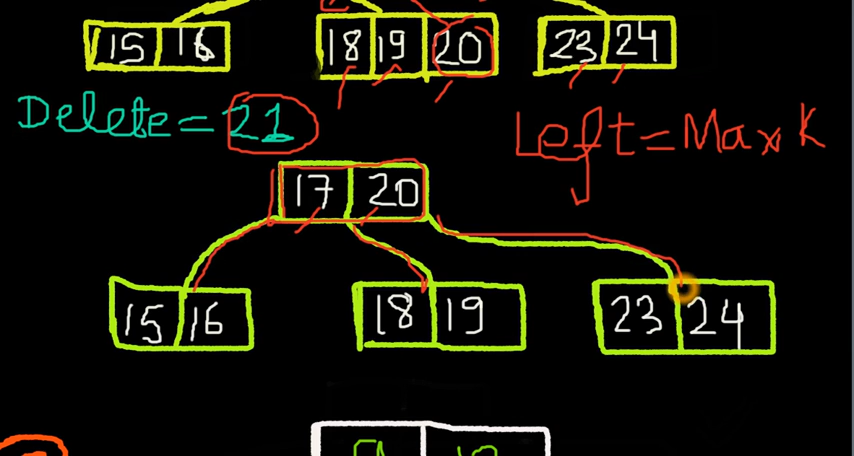 15 16 18 19 20 23 24
Delete = 21
Left = Max K
17 20
15 16 18 19 23 24